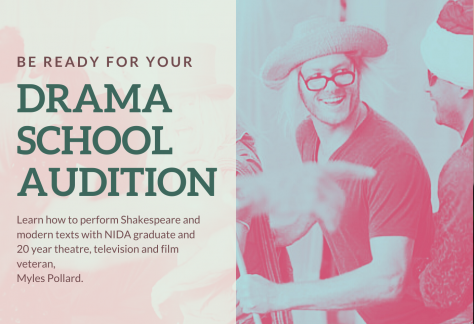 BE READY FOR YOUR
DRAMA
SCHOOL
AUDITION
Learn how to perform Shakespeare and
modern texts with NIDA graduate and
20 year theatre, television and film
veteran,
Myles Pollard.